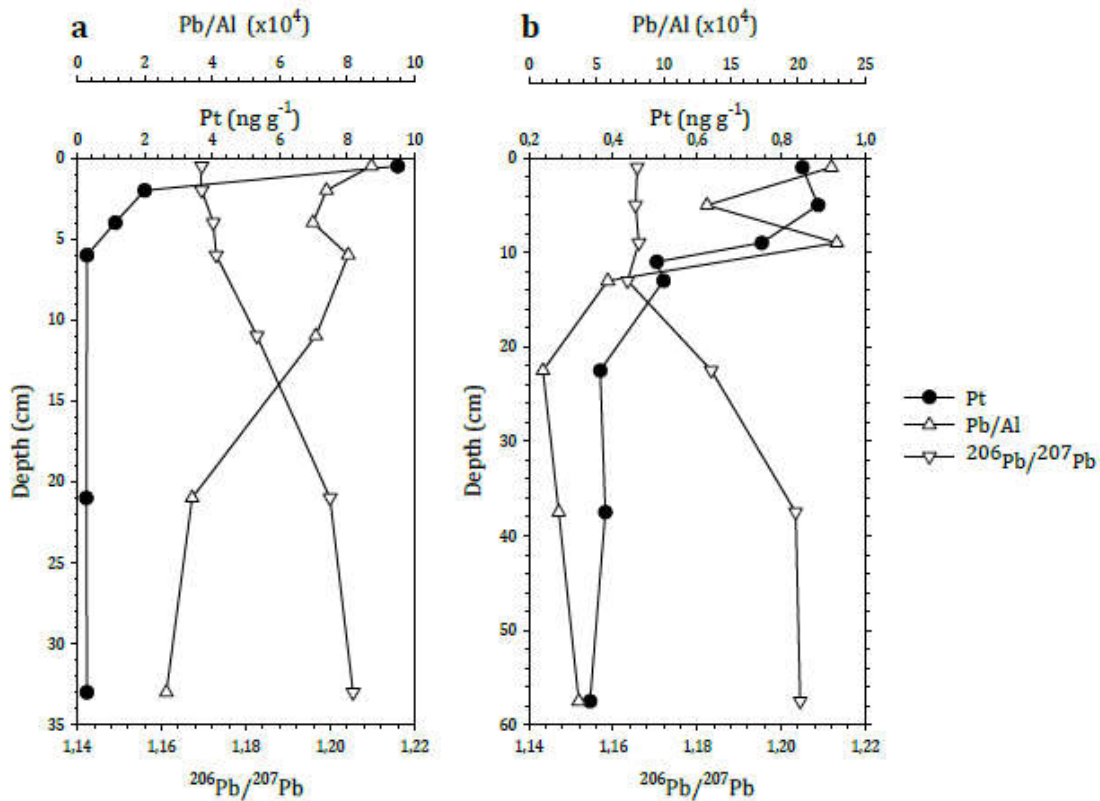 a
Pb/Al (x10⁴)
0 2 4 6 8 10
Pt (ng g⁻¹)
0 2 4 6 8 10
0
5
10
15
20
25
30
35
Depth (cm)
1,14 1,16 1,18 1,20 1,22
²⁰⁶Pb/²⁰⁷Pb
b
Pb/Al (x10⁴)
0 5 10 15 20 25
Pt (ng g⁻¹)
0,2 0,4 0,6 0,8 1,0
0
10
20
30
40
50
60
Depth (cm)
1,14 1,16 1,18 1,20 1,22
²⁰⁶Pb/²⁰⁷Pb
Pt
Pb/Al
²⁰⁶Pb/²⁰⁷Pb